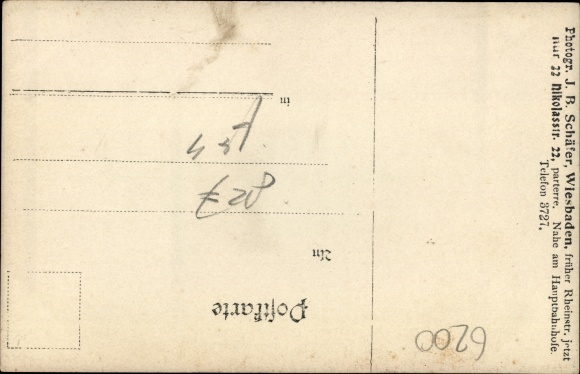 Photogr. J. B. Schäfer, Wiesbaden, früher Rheinstr. jetzt
nur 22 Nikolasstr. 22, parterre, Nahe am Hauptbahnhofe.
Telefon 3727.
Postkarte
An
in
6200